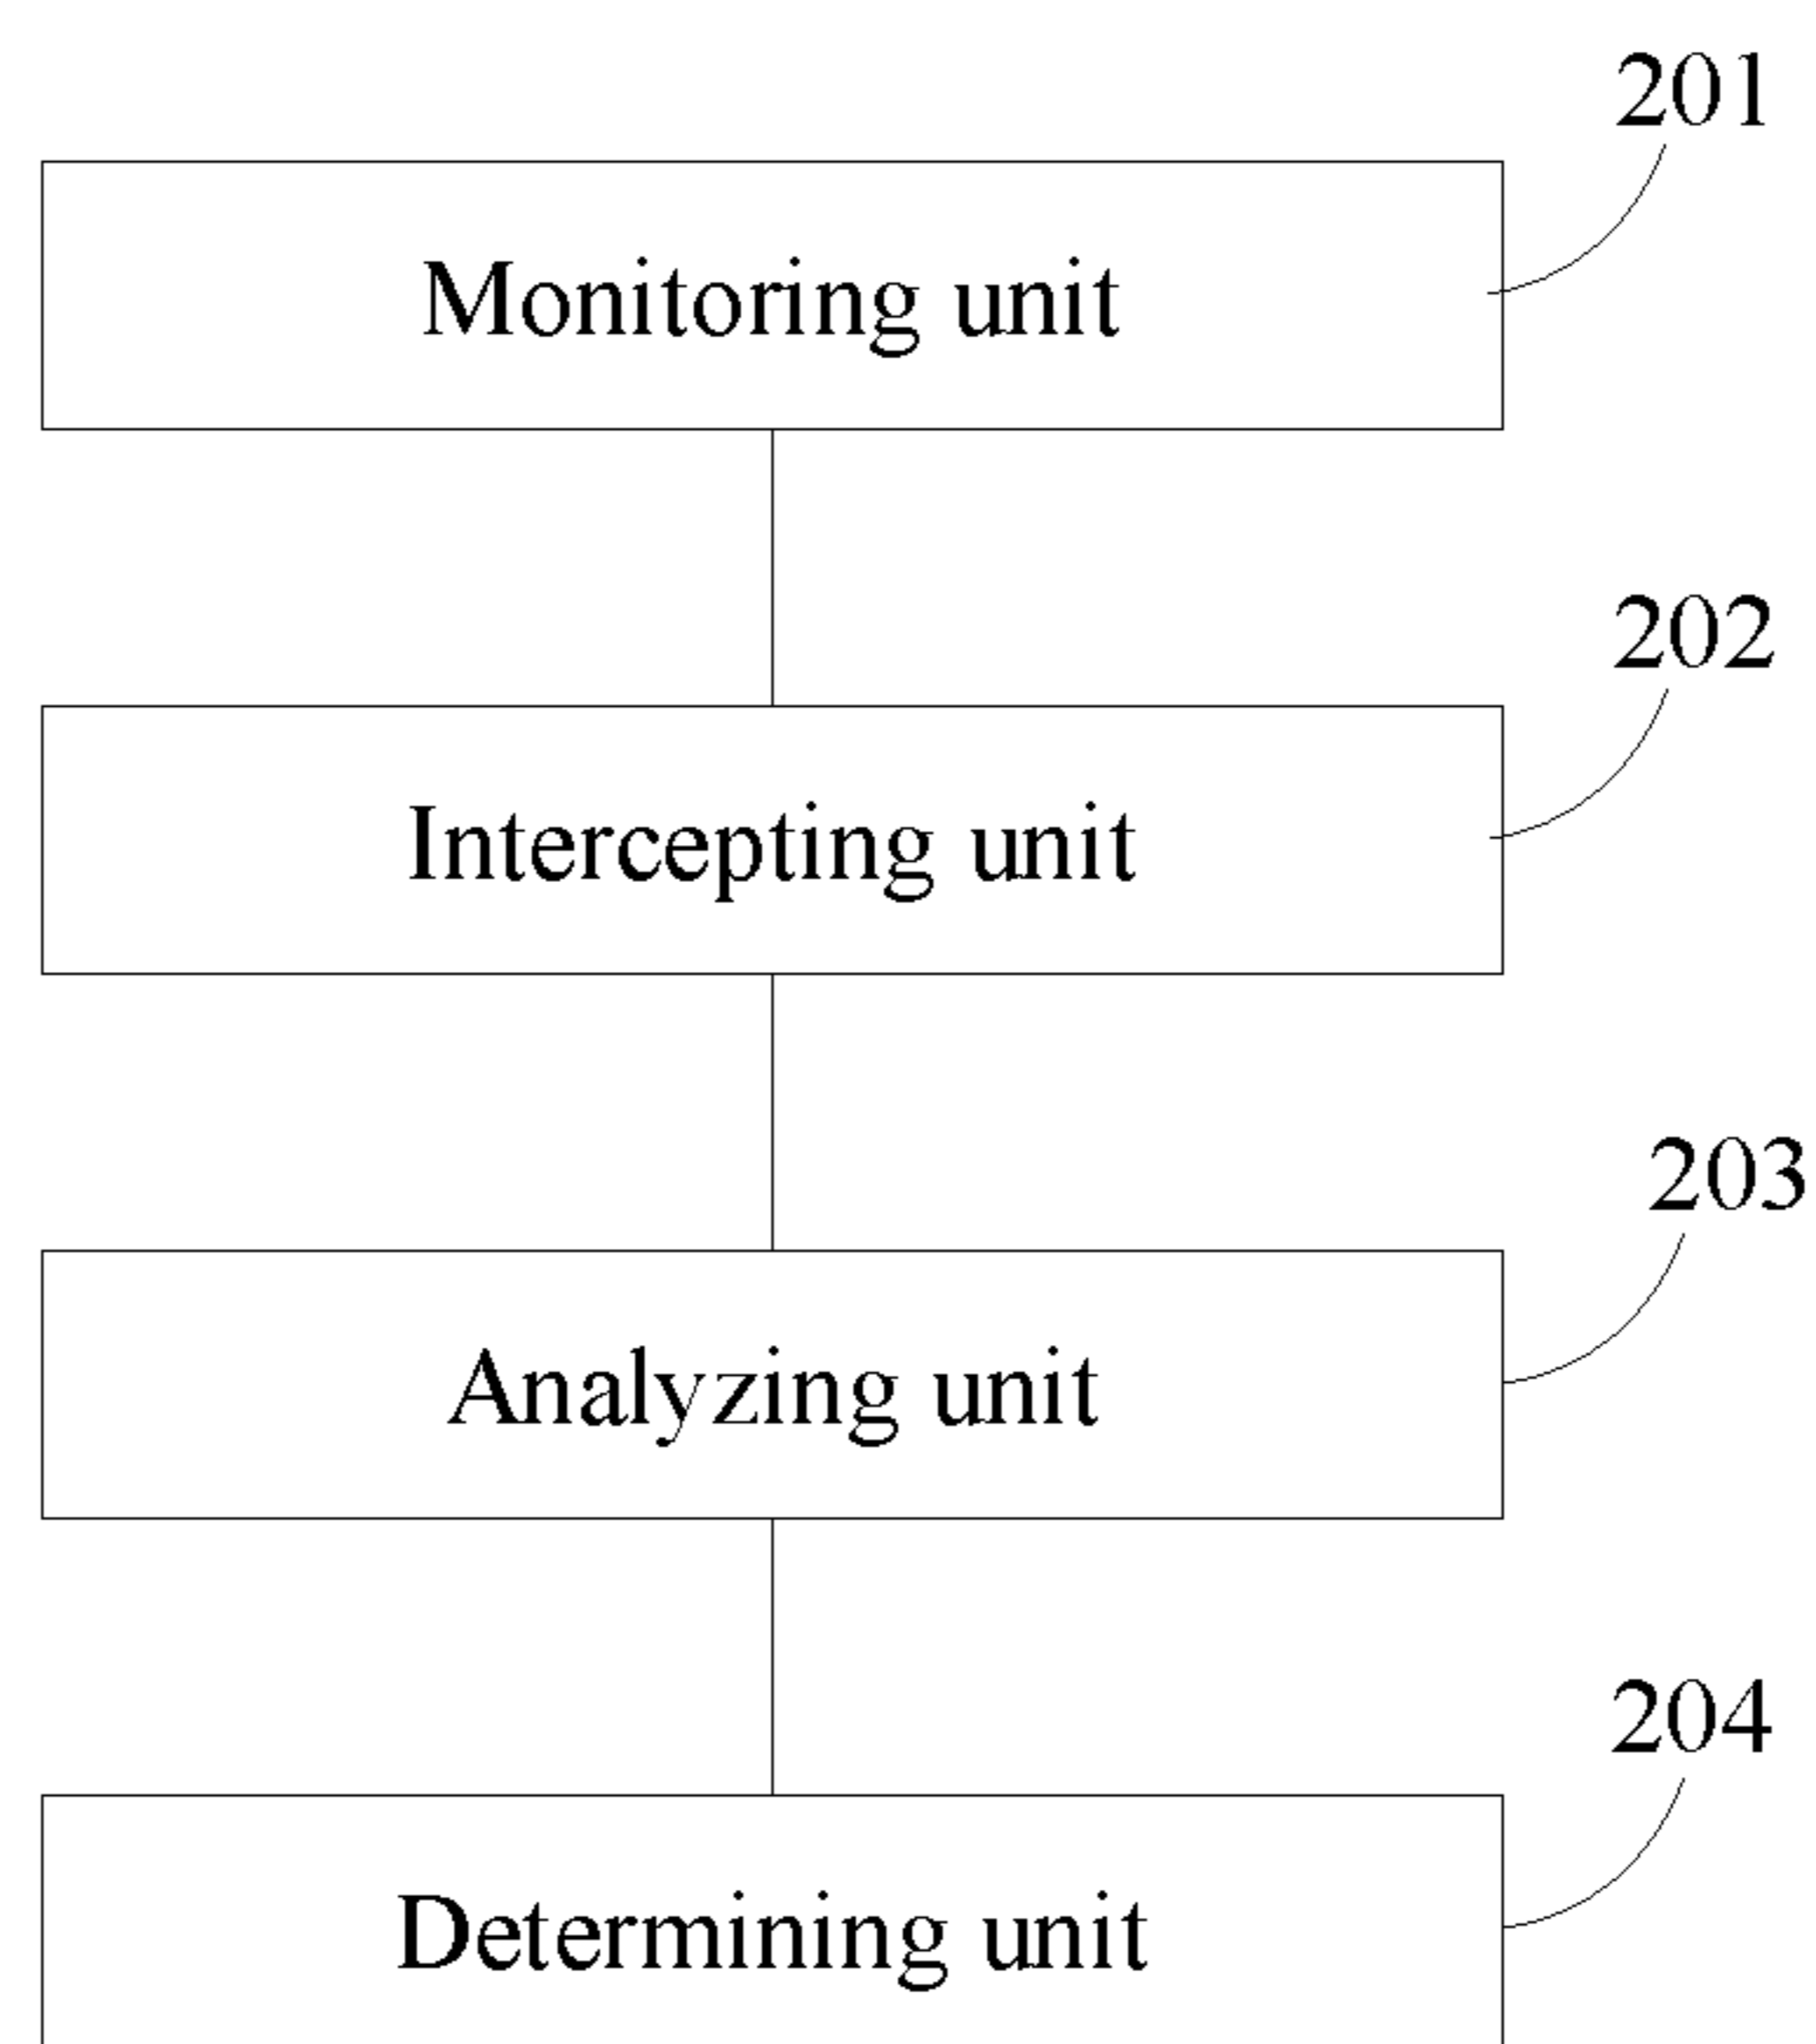 201
Monitoring unit
202
Intercepting unit
203
Analyzing unit
204
Determining unit